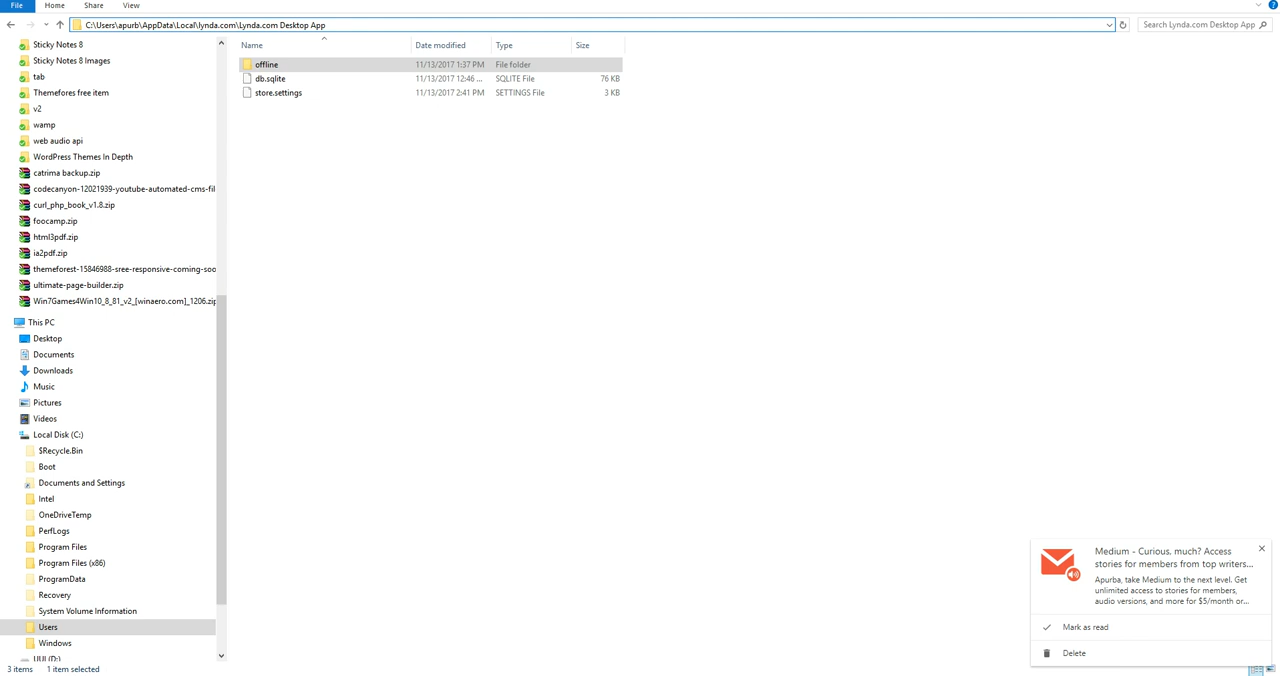 File Home Share View
C:\Users\apurb\AppData\Local\lynda.com\Lynda.com Desktop App
Search Lynda.com Desktop App
Name Date modified Type Size
offline 11/13/2017 1:37 PM File folder
db.sqlite 11/13/2017 12:46 ... SQLITE File 76 KB
store.settings 11/13/2017 2:41 PM SETTINGS File 3 KB
Sticky Notes 8
Sticky Notes 8 Images
tab
Themefores free item
v2
wamp
web audio api
WordPress Themes In Depth
catrima backup.zip
codecanyon-12021939-youtube-automated-cms-fil
curl_php_book_v1.8.zip
foocamp.zip
html3pdf.zip
ia2pdf.zip
themeforest-15846988-sree-responsive-coming-soo
ultimate-page-builder.zip
Win7Games4Win10_8_81_v2_[winaero.com]_1206.zip
This PC
Desktop
Documents
Downloads
Music
Pictures
Videos
Local Disk (C:)
$Recycle.Bin
Boot
Documents and Settings
Intel
OneDriveTemp
PerfLogs
Program Files
Program Files (x86)
ProgramData
Recovery
System Volume Information
Users
Windows
3 items 1 item selected
Medium - Curious, much? Access
stories for members from top writers...
Apurba, take Medium to the next level. Get
unlimited access to stories for members,
audio versions, and more for $5/month or...
Mark as read
Delete